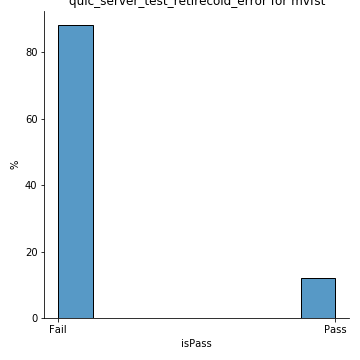 quic_server_test_retirecoid_error for mvfst
80
60
%
40
20
0
Fail
Pass
isPass